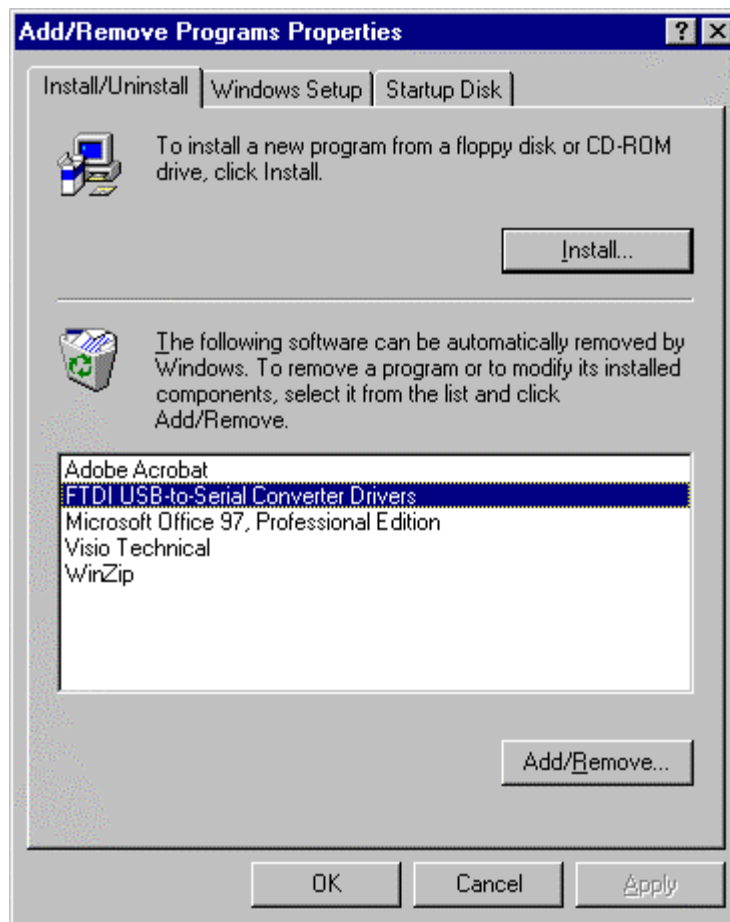 Add/Remove Programs Properties
Install/Uninstall
Windows Setup
Startup Disk
To install a new program from a floppy disk or CD-ROM
drive, click Install.
Install...
The following software can be automatically removed by
Windows. To remove a program or to modify its installed
components, select it from the list and click
Add/Remove.
Adobe Acrobat
FTDI USB-to-Serial Converter Drivers
Microsoft Office 97, Professional Edition
Visio Technical
WinZip
Add/Remove...
OK
Cancel
Apply